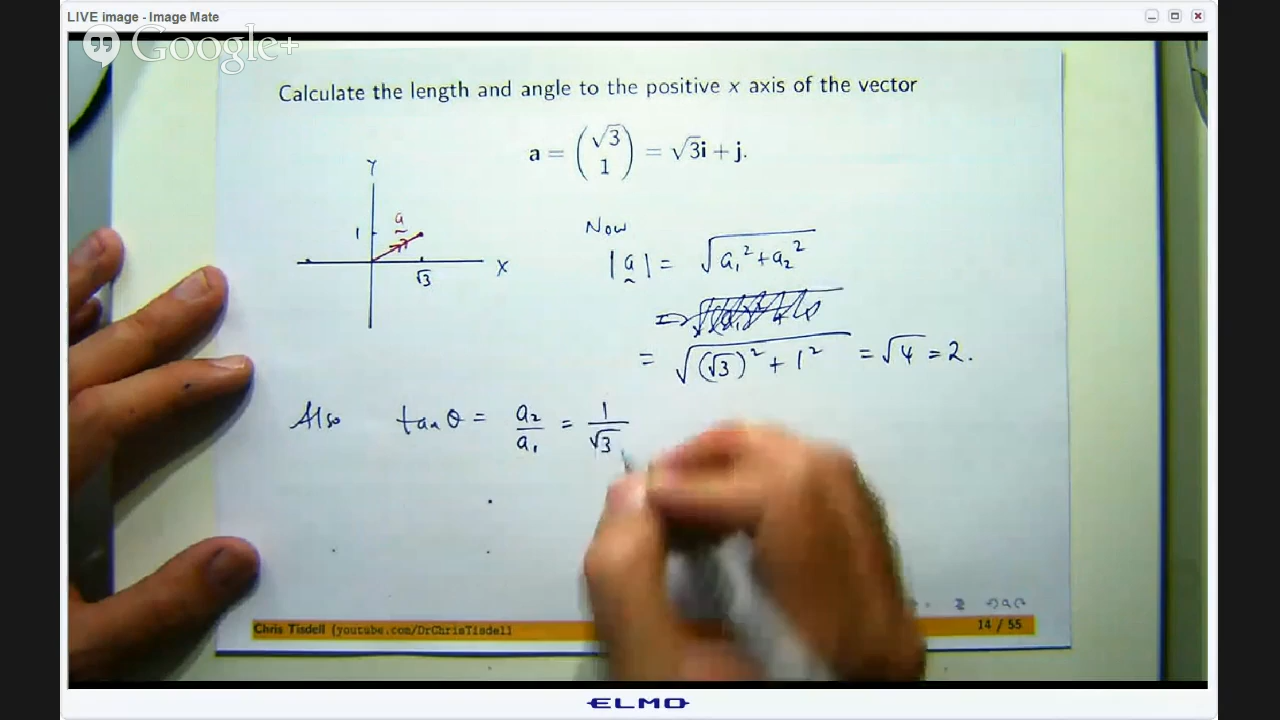 LIVE image - Image Mate
Google+
Calculate the length and angle to the positive x axis of the vector
a = (√3 1) = √3i + j.
Y
1
a
X
√3
Now
|a| = √(a₁² + a₂²)
= √((√3)² + 1²) = √4 = 2.
Also tan θ = a₂/a₁ = 1/√3
Chris Tisdell (youtube.com/DrChrisTisdell
14 / 55
ELMO